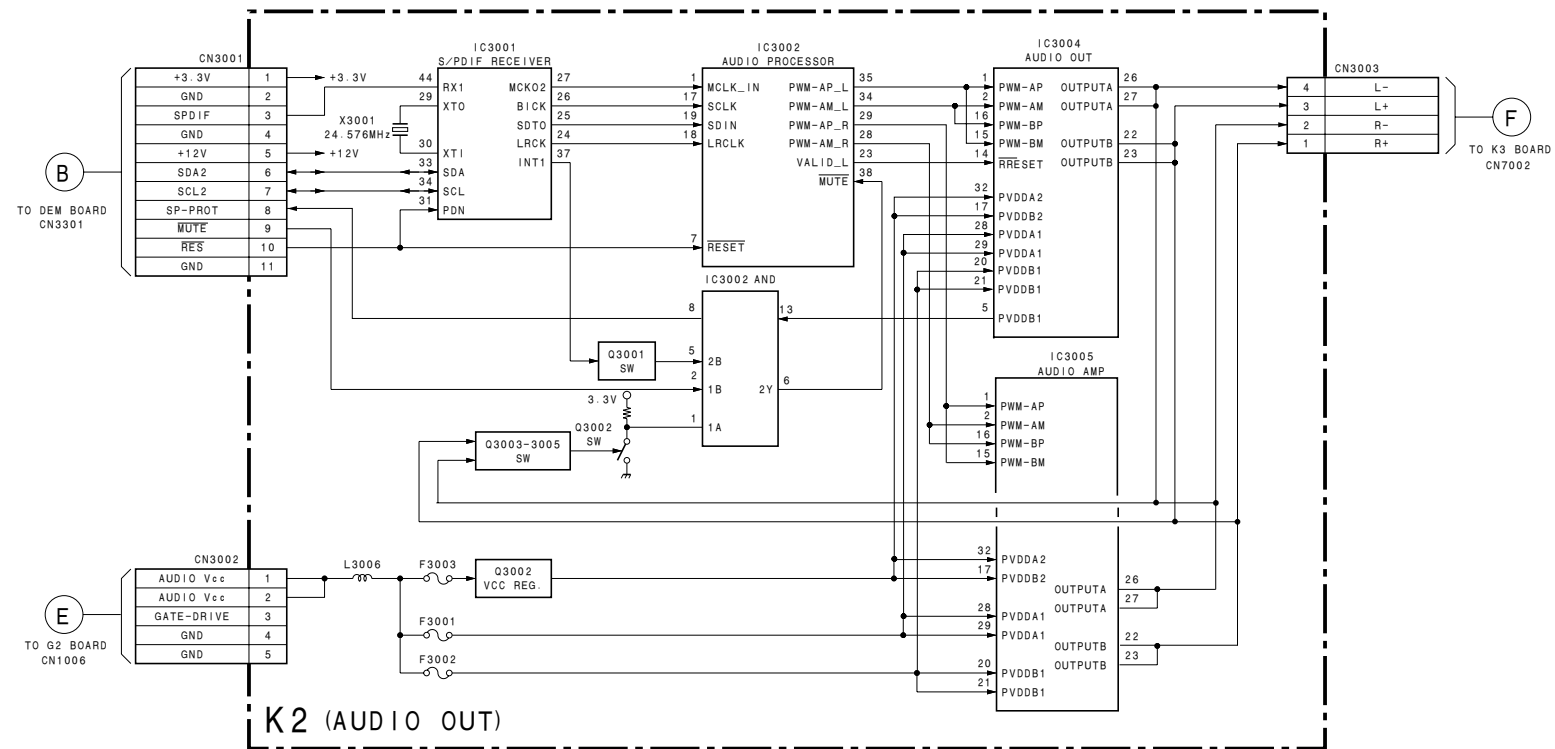 CN3001
+3.3V 1 +3.3V
GND 2
SPDIF 3
GND 4
+12V 5 +12V
SDA2 6
SCL2 7
SP-PROT 8
MUTE 9
RES 10
GND 11
B
TO DEM BOARD
CN3301
IC3001
S/PDIF RECEIVER
44 RX1
29 XTO
X3001
24.576MHz
30 XTI
33 SDA
34 SCL
31 PDN
MCKO2 27
BICK 26
SDTO 25
LRCK 24
INT1 37
IC3002
AUDIO PROCESSOR
1 MCLK_IN
17 SCLK
19 SDIN
18 LRCLK
7 RESET
PWM-AP_L 35
PWM-AM_L 34
PWM-AP_R 29
PWM-AM_R 28
VALID_L 23
MUTE 38
IC3004
AUDIO OUT
1 PWM-AP
2 PWM-AM
16 PWM-BP
15 PWM-BM
14 RRESET
32 PVDDA2
17 PVDDB2
28 PVDDA1
29 PVDDA1
20 PVDDB1
21 PVDDB1
5 PVDDB1
OUTPUTA 26
OUTPUTA 27
OUTPUTB 22
OUTPUTB 23
CN3003
4 L-
3 L+
2 R-
1 R+
F
TO K3 BOARD
CN7002
IC3002 AND
8
13
5 2B
2 1B
1 1A
2Y 6
Q3001
SW
3.3V
Q3002
SW
Q3003-3005
SW
IC3005
AUDIO AMP
1 PWM-AP
2 PWM-AM
16 PWM-BP
15 PWM-BM
32 PVDDA2
17 PVDDB2
28 PVDDA1
29 PVDDA1
20 PVDDB1
21 PVDDB1
OUTPUTA 26
OUTPUTA 27
OUTPUTB 22
OUTPUTB 23
CN3002
AUDIO Vcc 1
AUDIO Vcc 2
GATE-DRIVE 3
GND 4
GND 5
E
TO G2 BOARD
CN1006
L3006
F3003
Q3002
VCC REG.
F3001
F3002
K2 (AUDIO OUT)